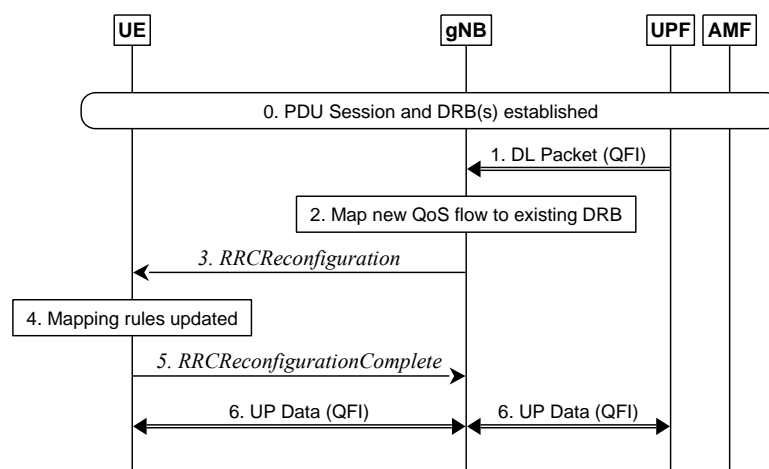 UE
gNB
UPF
AMF
0. PDU Session and DRB(s) established
1. DL Packet (QFI)
2. Map new QoS flow to existing DRB
3. RRCReconfiguration
4. Mapping rules updated
5. RRCReconfigurationComplete
6. UP Data (QFI)
6. UP Data (QFI)